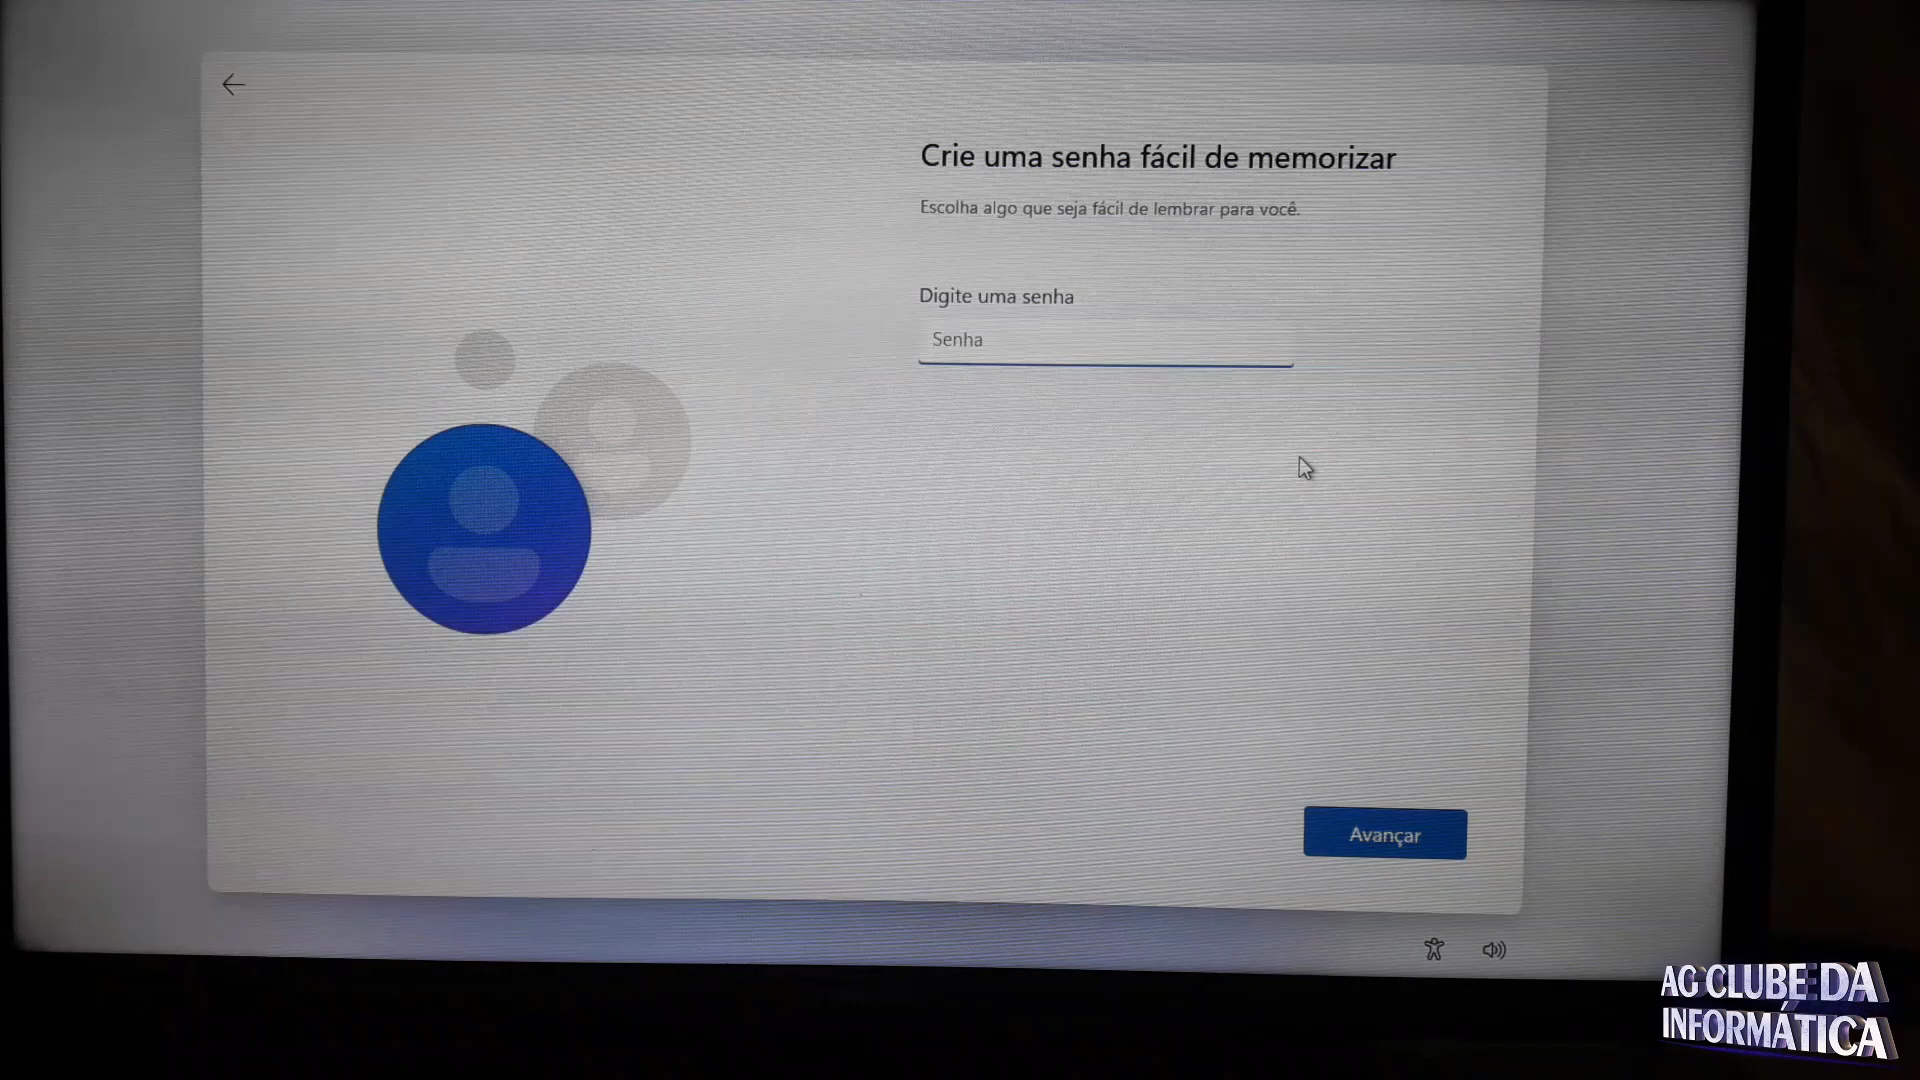 Crie uma senha fácil de memorizar
Escolha algo que seja fácil de lembrar para você.
Digite uma senha
Senha
Avançar
AG CLUBE DA
INFORMÁTICA